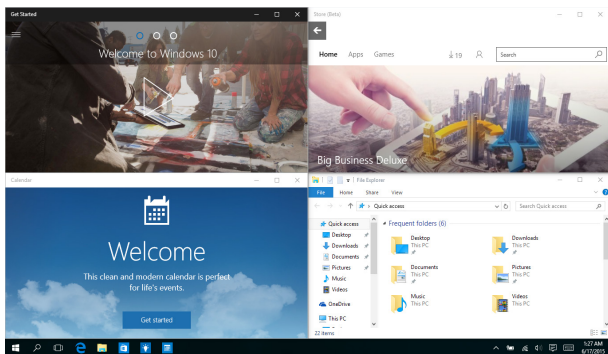 Get Started
Welcome to Windows 10
Store (Beta)
Home Apps Games 19 Search
Big Business Deluxe
Calendar
Welcome
This clean and modern calendar is perfect
for life's events.
Get started
File Explorer
File Home Share View
Quick access Search Quick access
Quick access
Desktop
Downloads
Documents
Pictures
Music
Videos
OneDrive
This PC
Frequent folders (6)
Desktop
This PC
Downloads
This PC
Documents
This PC
Pictures
This PC
Music
This PC
Videos
This PC
22 items
1:27 AM
6/17/2015